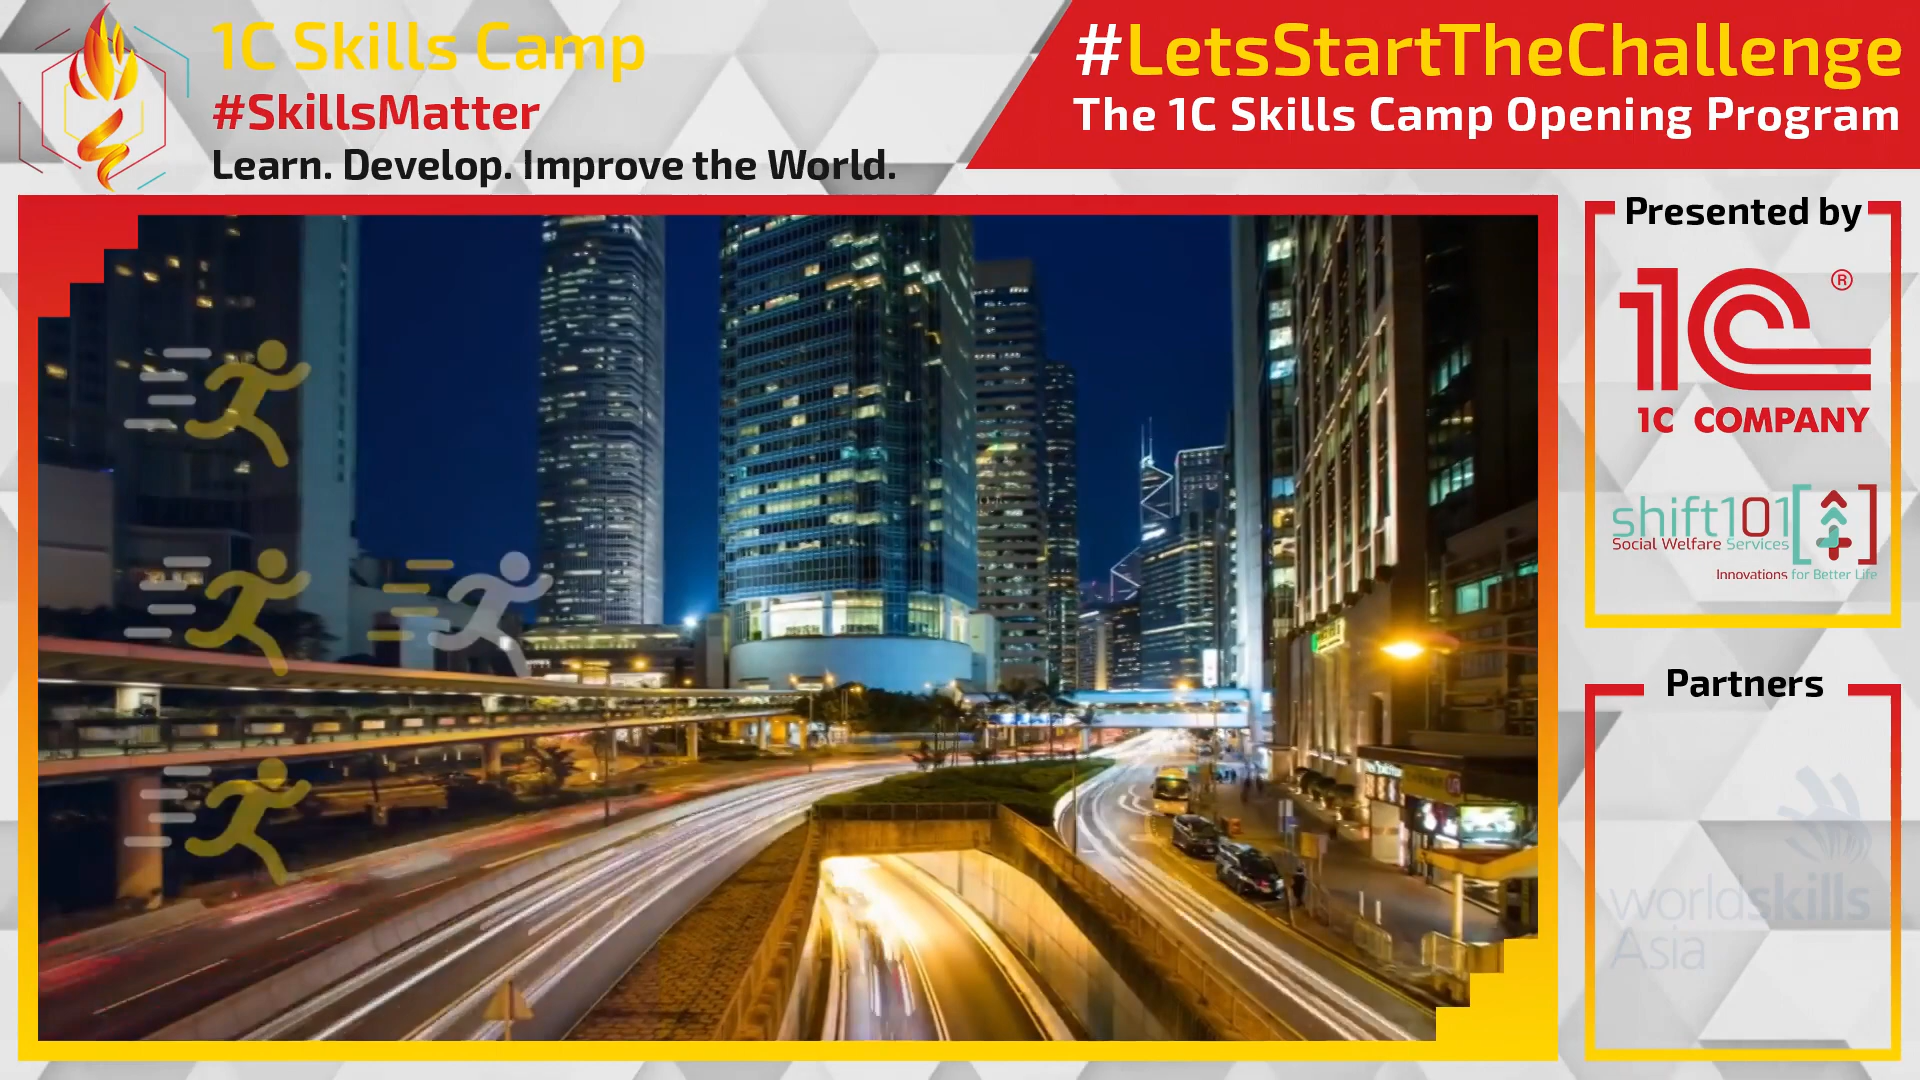 1C Skills Camp
#SkillsMatter
Learn. Develop. Improve the World.
#LetsStartTheChallenge
The 1C Skills Camp Opening Program
Presented by
1C ®
1C COMPANY
shift101
Social Welfare Services
Innovations for Better Life
Partners
worldskills
Asia